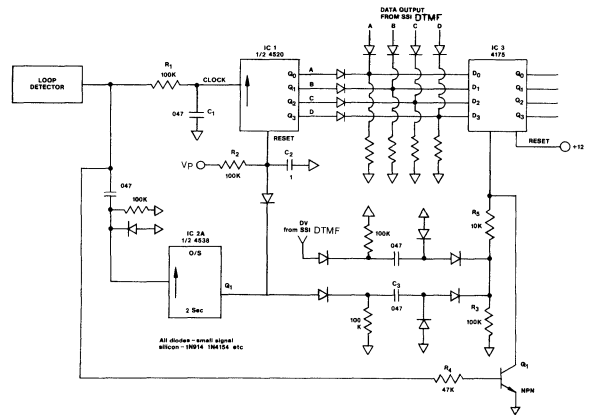 DATA OUTPUT
FROM SSI DTMF
A B C D
IC 1
1/2 4520
IC 3
4175
LOOP
DETECTOR
R1
100K
CLOCK
047
C1
Q0 A
Q1 B
Q2 C
Q3 D
RESET
D0 Q0
D1 Q1
D2 Q2
D3 Q3
RESET
+12
Vp
R2
100K
C2
1
047
100K
IC 2A
1/2 4538
O/S
Q1
2 Sec
DV
from SSI DTMF
100K
047
R5
10K
C3
047
100
K
R3
100K
All diodes - small signal
silicon - 1N914 1N4154 etc
R4
47K
Q1
NPN